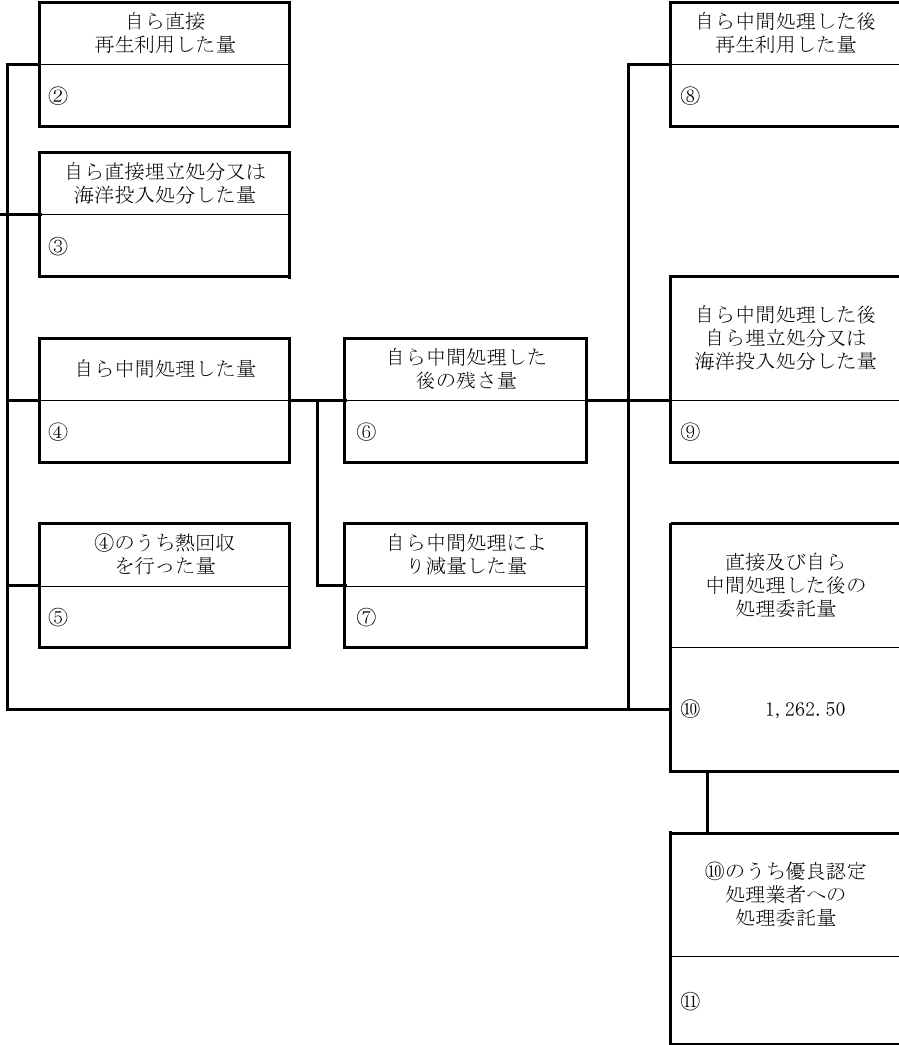 自ら直接
再生利用した量
②
自ら中間処理した後
再生利用した量
⑧
自ら直接埋立処分又は
海洋投入処分した量
③
自ら中間処理した量
④
自ら中間処理した
後の残さ量
⑥
自ら中間処理した後
自ら埋立処分又は
海洋投入処分した量
⑨
④のうち熱回収
を行った量
⑤
自ら中間処理によ
り減量した量
⑦
直接及び自ら
中間処理した後の
処理委託量
⑩ 1,262.50
⑩のうち優良認定
処理業者への
処理委託量
⑪